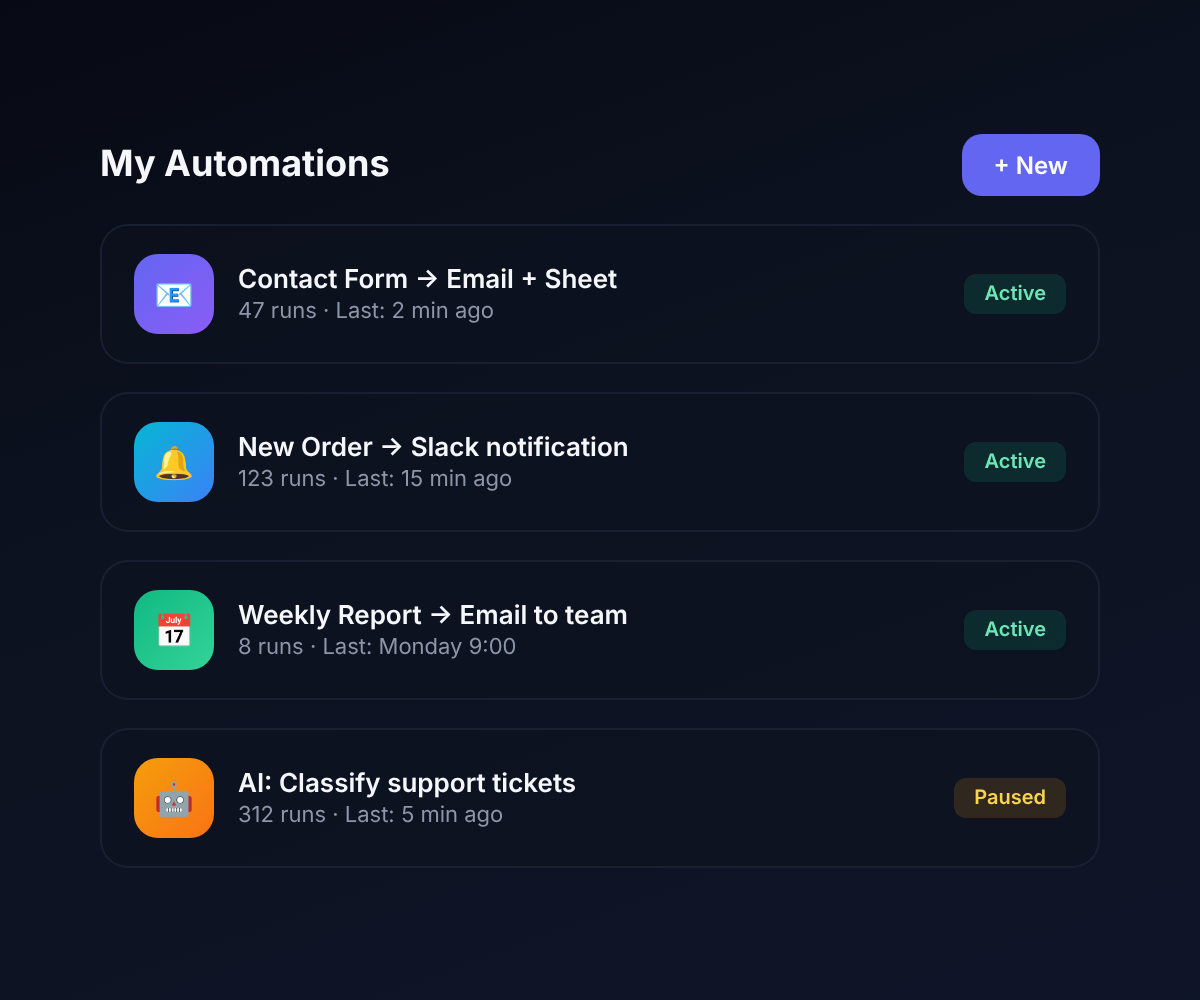 My Automations
+ New
Contact Form → Email + Sheet
47 runs · Last: 2 min ago
Active
New Order → Slack notification
123 runs · Last: 15 min ago
Active
July
17
Weekly Report → Email to team
8 runs · Last: Monday 9:00
Active
AI: Classify support tickets
312 runs · Last: 5 min ago
Paused